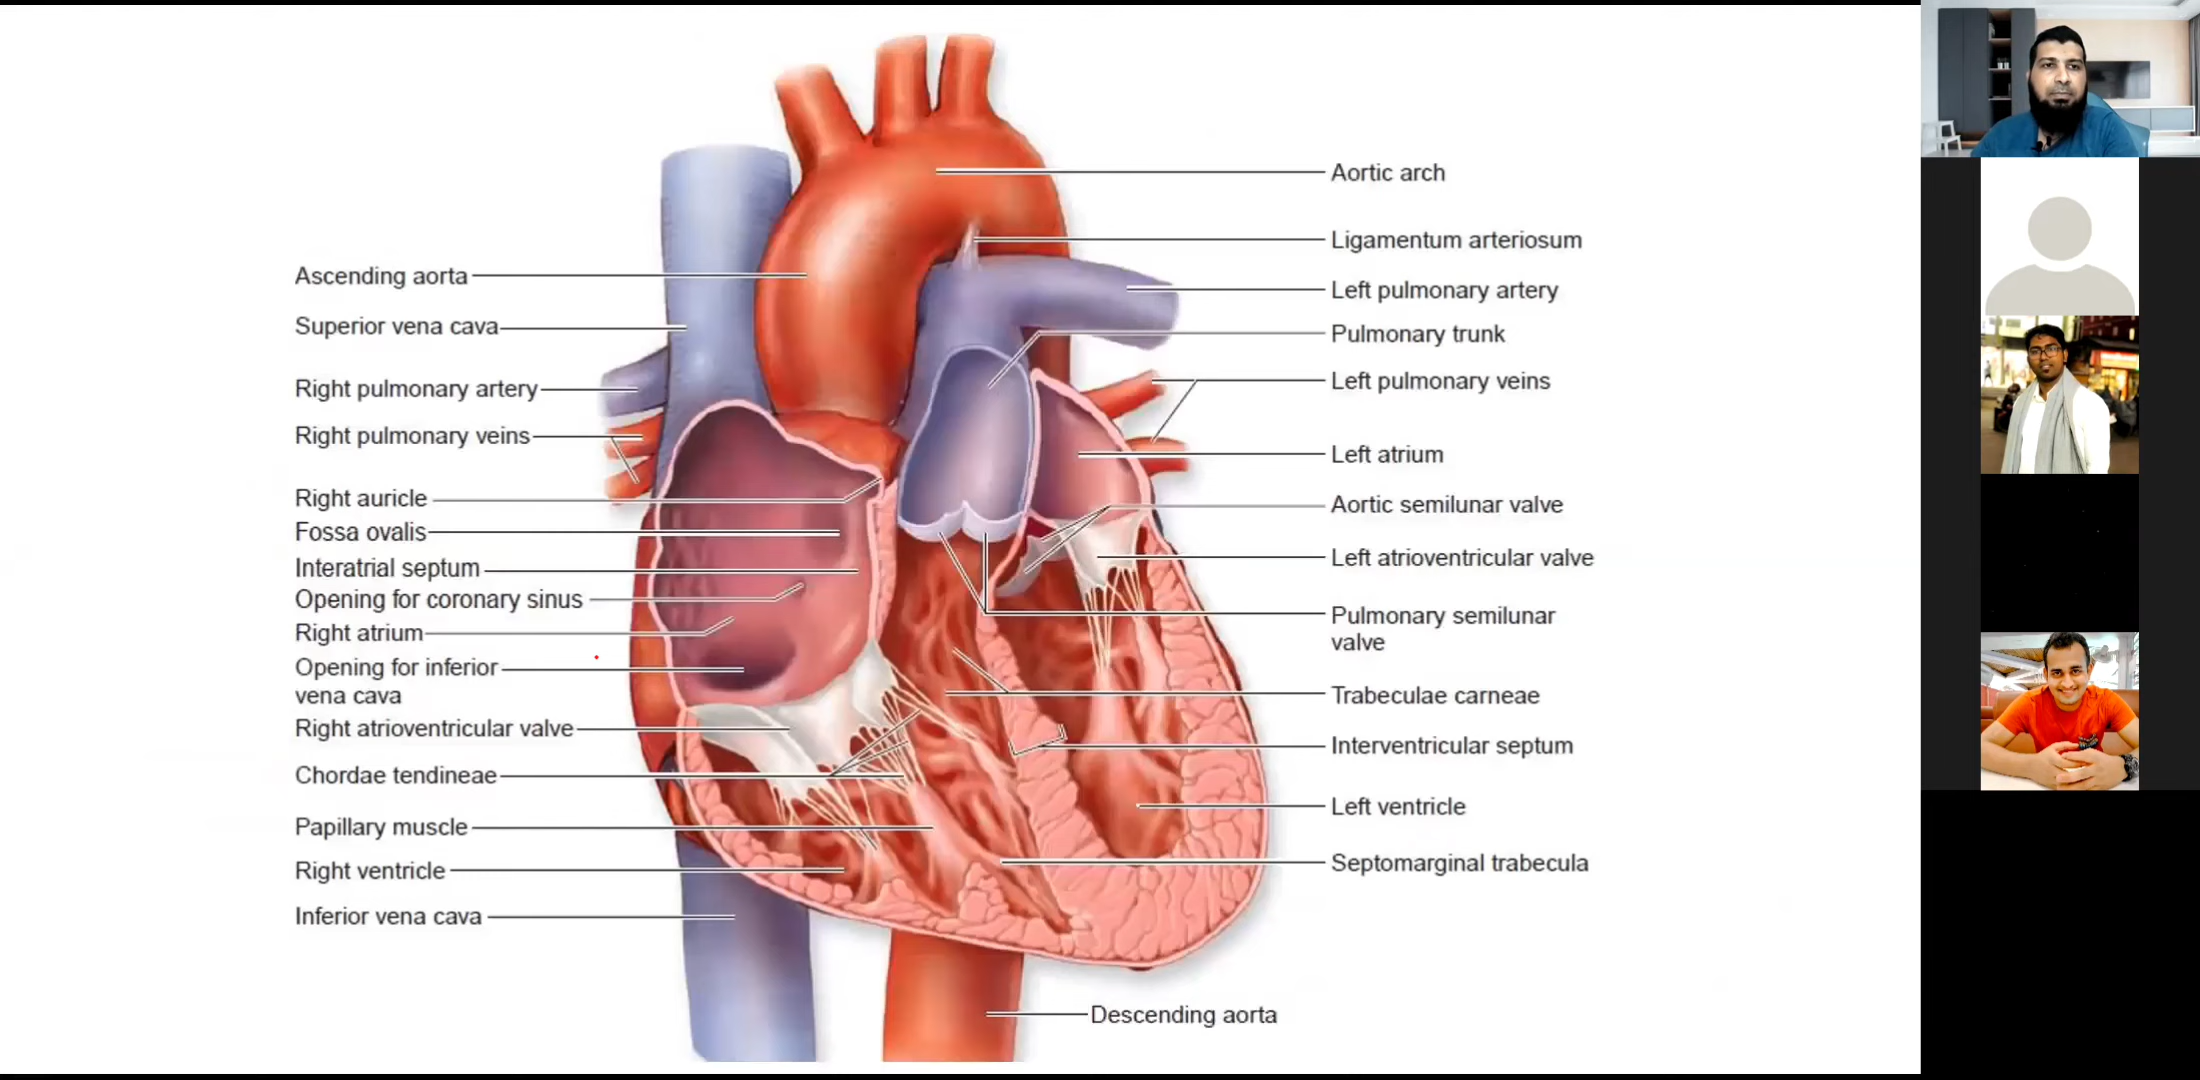 Ascending aorta
Superior vena cava
Right pulmonary artery
Right pulmonary veins
Right auricle
Fossa ovalis
Interatrial septum
Opening for coronary sinus
Right atrium
Opening for inferior
vena cava
Right atrioventricular valve
Chordae tendineae
Papillary muscle
Right ventricle
Inferior vena cava
Aortic arch
Ligamentum arteriosum
Left pulmonary artery
Pulmonary trunk
Left pulmonary veins
Left atrium
Aortic semilunar valve
Left atrioventricular valve
Pulmonary semilunar
valve
Trabeculae carneae
Interventricular septum
Left ventricle
Septomarginal trabecula
Descending aorta